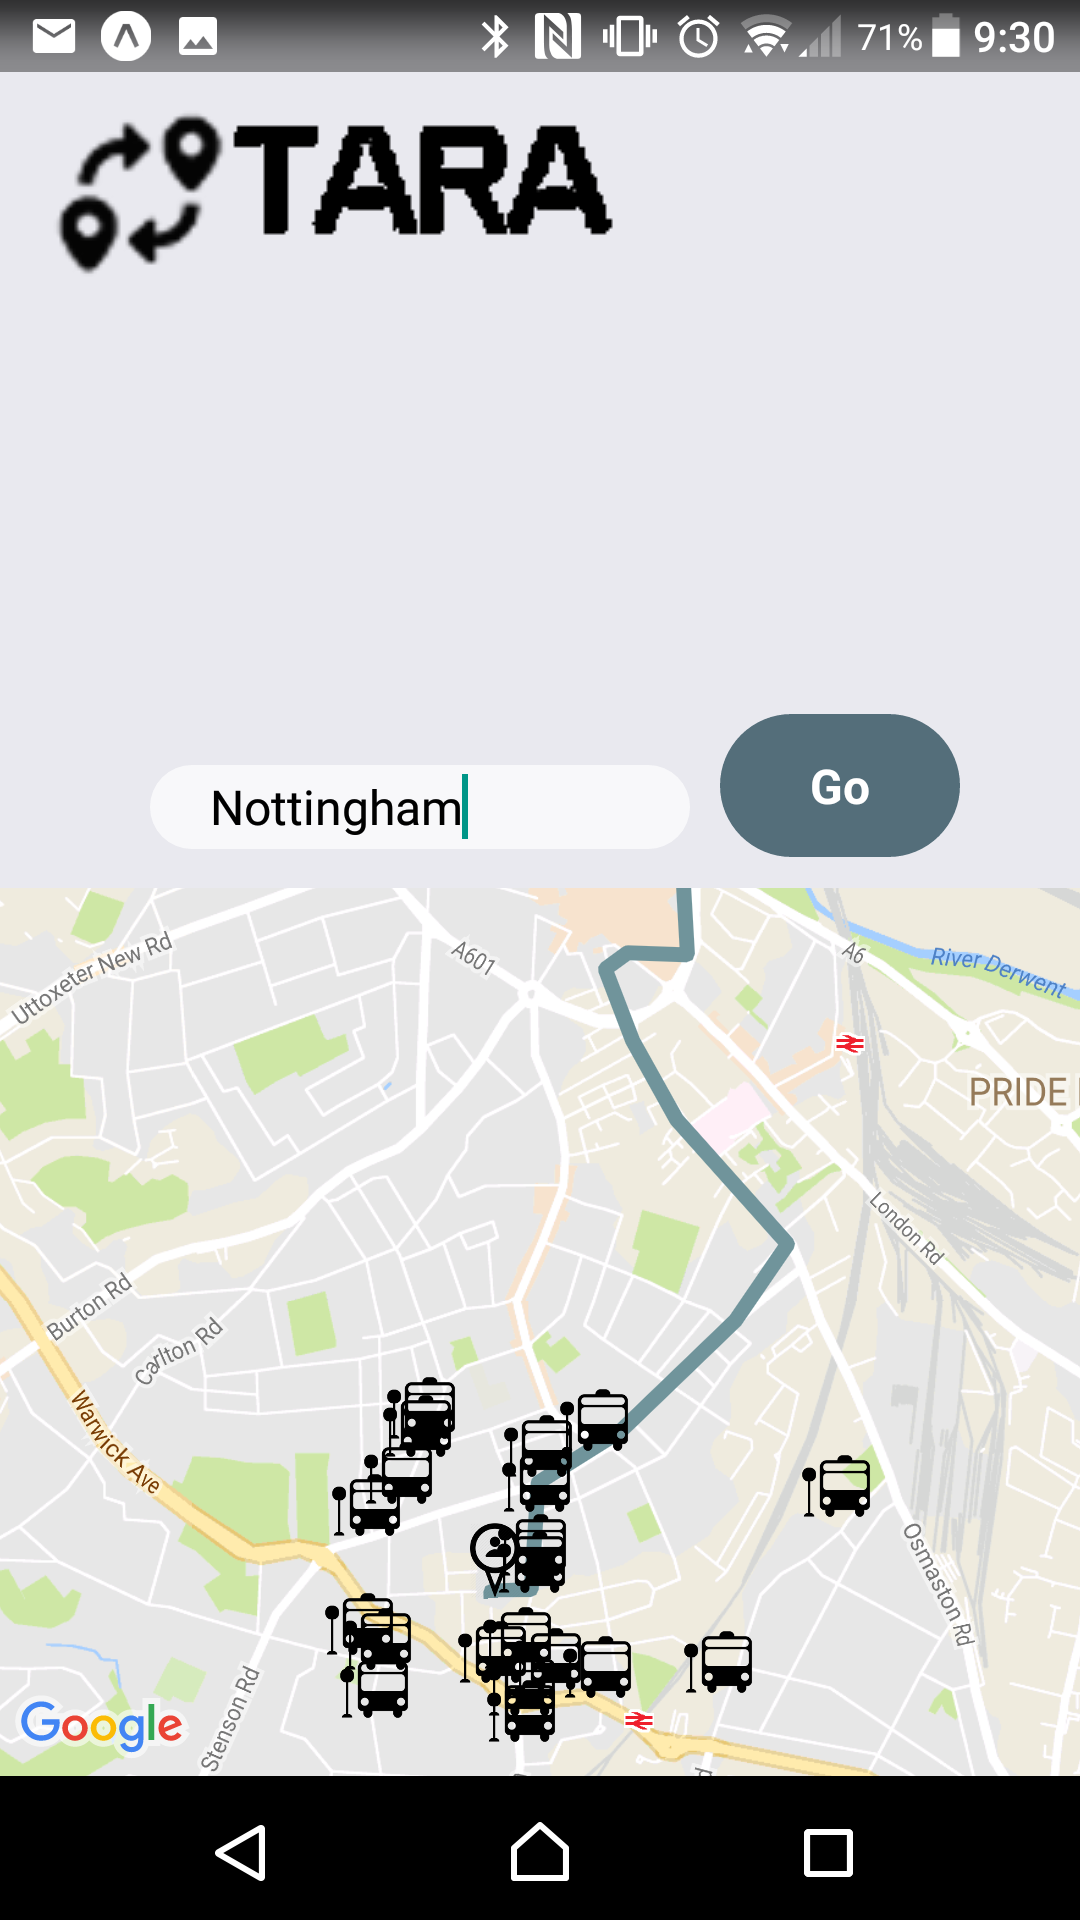 71% 9:30
TARA
Nottingham
Go
Uttoxeter New Rd
A601
A6
River Derwent
PRIDE
London Rd
Burton Rd
Carlton Rd
Warwick Ave
Osmaston Rd
Stenson Rd
Google